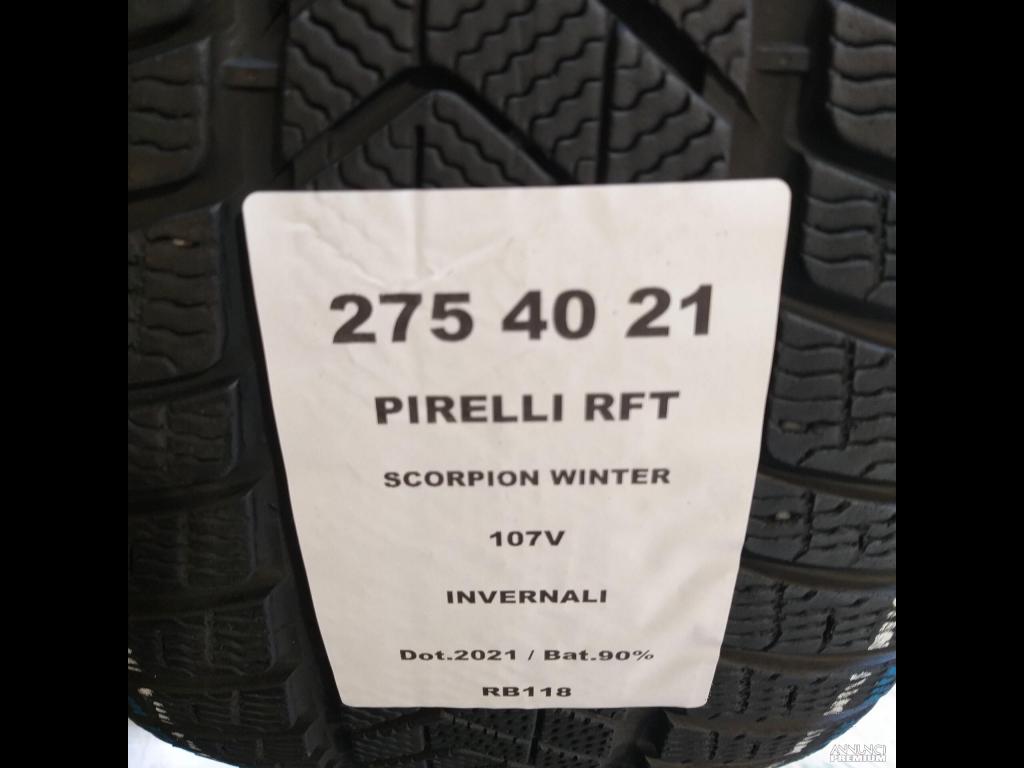 275 40 21
PIRELLI RFT
SCORPION WINTER
107V
INVERNALI
Dot.2021 / Bat.90%
RB118
ANNUNCI
PREMIUM